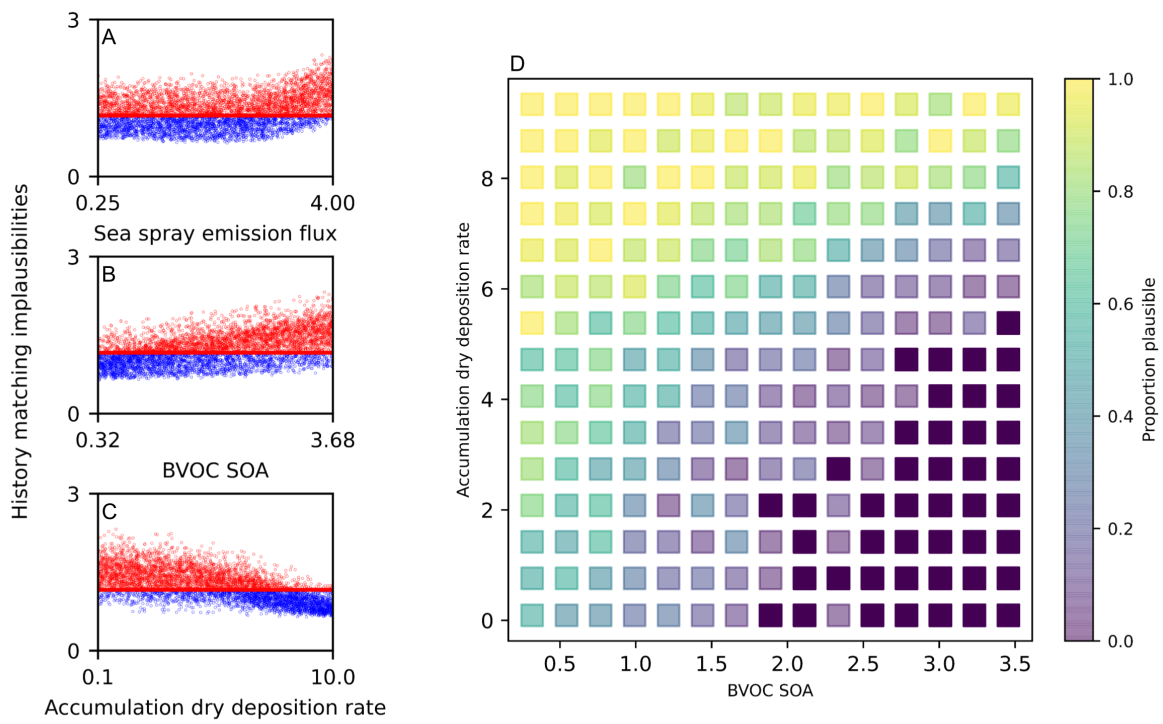 History matching implausibilities
3
A
0
0.25 4.00
Sea spray emission flux
3
B
0
0.32 3.68
BVOC SOA
3
C
0
0.1 10.0
Accumulation dry deposition rate
D
Accumulation dry deposition rate
8
6
4
2
0
0.5 1.0 1.5 2.0 2.5 3.0 3.5
BVOC SOA
1.0
0.8
0.6
0.4
0.2
0.0
Proportion plausible